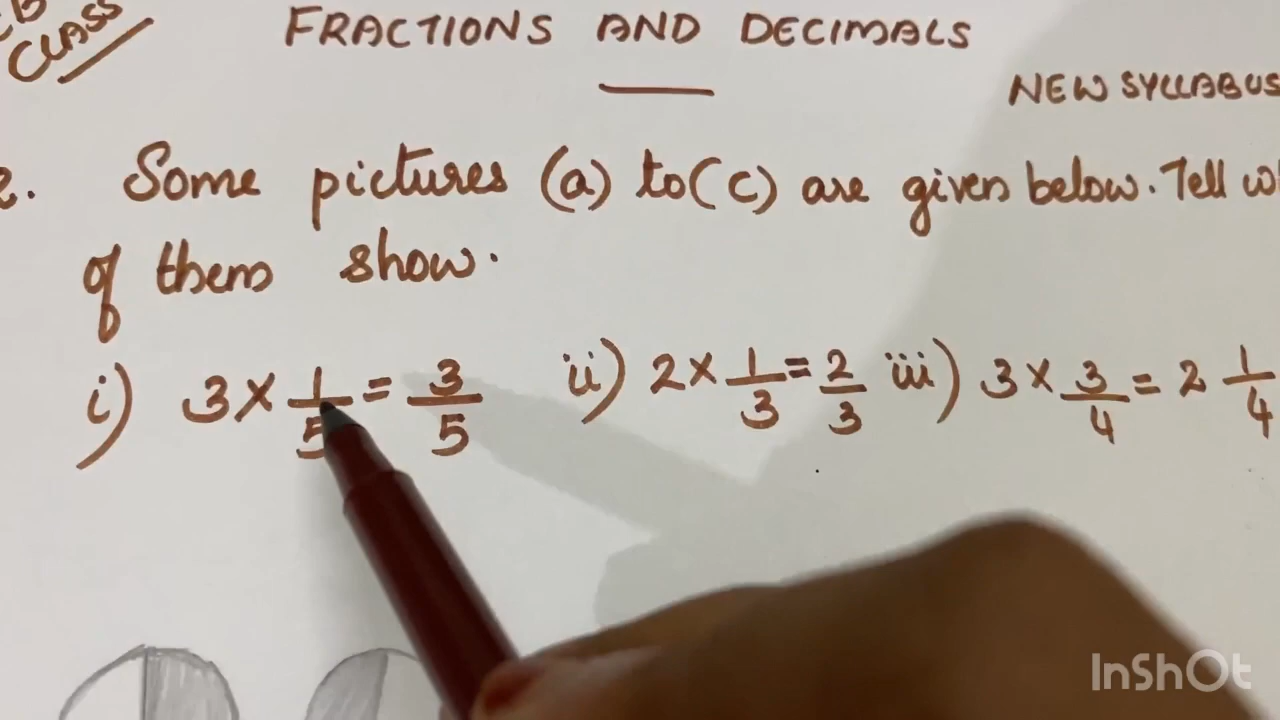 CLASS
FRACTIONS AND DECIMALS
NEW SYLLABUS
2. Some pictures (a) to (c) are given below. Tell
of them show.
i) 3 × 1/5 = 3/5 ii) 2 × 1/3 = 2/3 iii) 3 × 3/4 = 2 1/4
InShOt